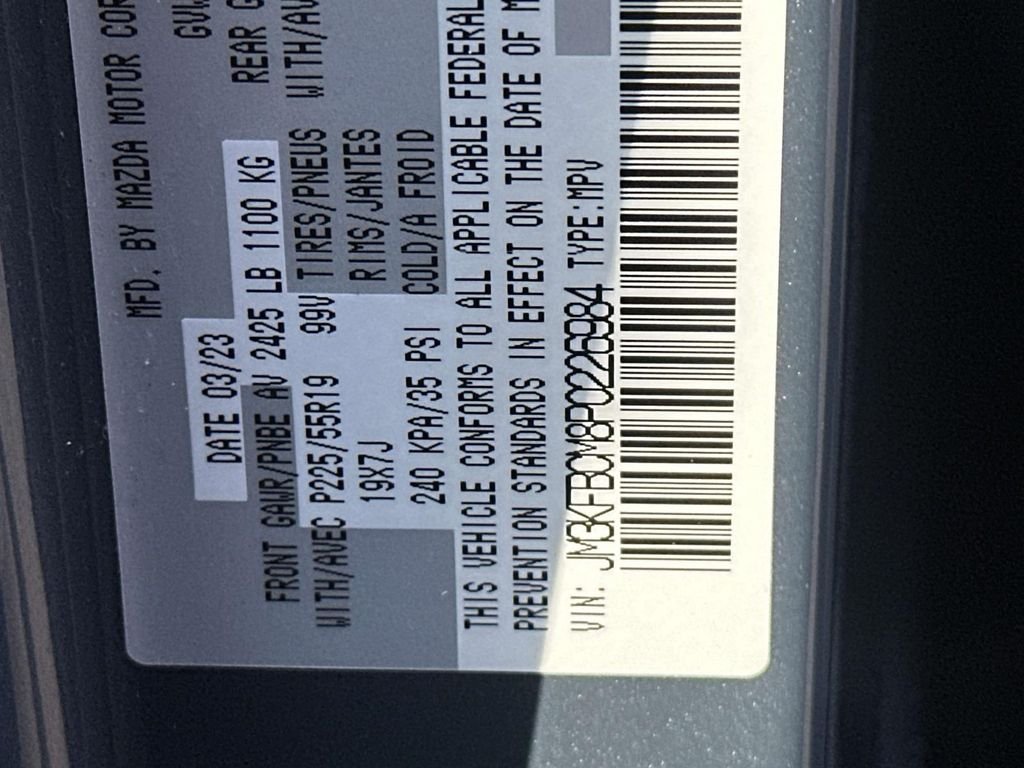 MFD. BY MAZDA MOTOR COR
DATE 03/23 GVW
FRONT GAWR/PNBE AV 2425 LB 1100 KG REAR G
WITH/AVEC P225/55R19 99V TIRES/PNEUS WITH/AV
19X7J RIMS/JANTES
240 KPA/35 PSI COLD/A FROID
THIS VEHICLE CONFORMS TO ALL APPLICABLE FEDERAL
PREVENTION STANDARDS IN EFFECT ON THE DATE OF M
VIN: JM3KFBCM8P0226984 TYPE:MPV